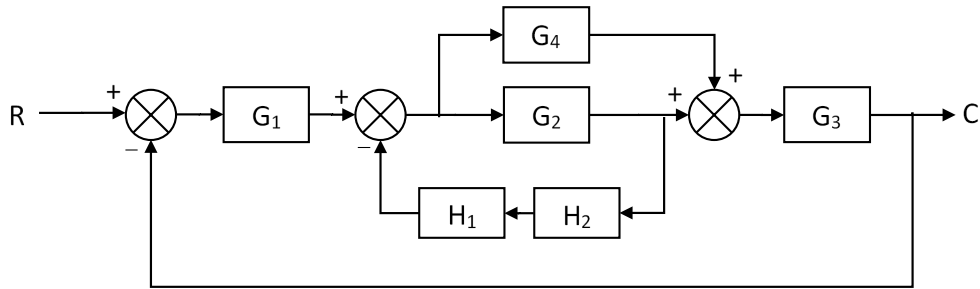 G₄
+
+
R
+
G₁
+
G₂
+
G₃
C
−
−
H₁
H₂